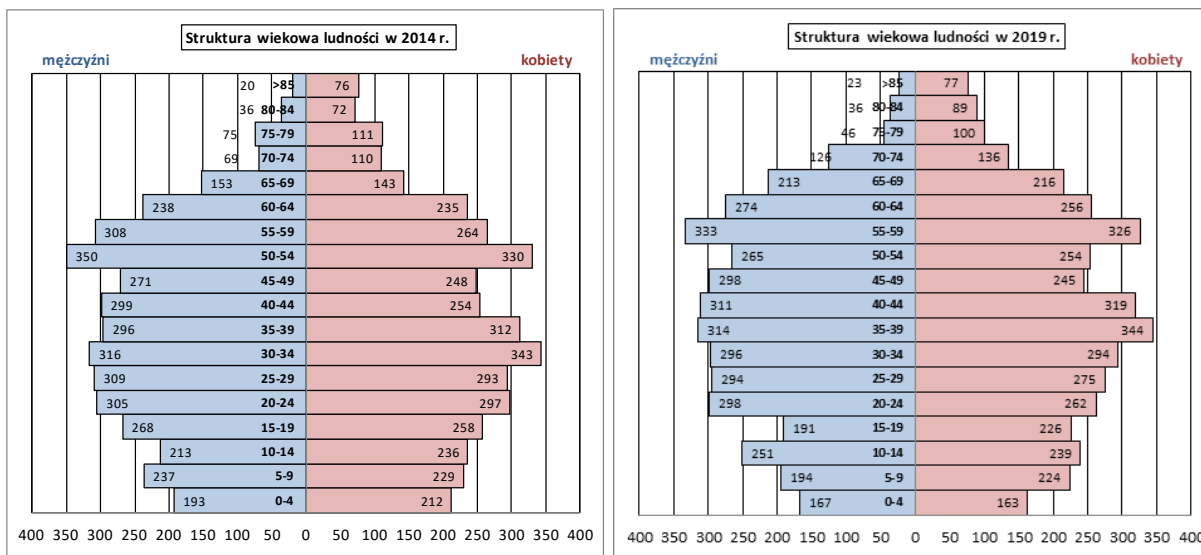 Struktura wiekowa ludności w 2014 r.
mężczyźni kobiety
20 >85 76
36 80-84 72
75 75-79 111
69 70-74 110
153 65-69 143
238 60-64 235
308 55-59 264
350 50-54 330
271 45-49 248
299 40-44 254
296 35-39 312
316 30-34 343
309 25-29 293
305 20-24 297
268 15-19 258
213 10-14 236
237 5-9 229
193 0-4 212
400 350 300 250 200 150 100 50 0 50 100 150 200 250 300 350 400
Struktura wiekowa ludności w 2019 r.
mężczyźni kobiety
23 >85 77
36 80-84 89
46 75-79 100
126 70-74 136
213 65-69 216
274 60-64 256
333 55-59 326
265 50-54 254
298 45-49 245
311 40-44 319
314 35-39 344
296 30-34 294
294 25-29 275
298 20-24 262
191 15-19 226
251 10-14 239
194 5-9 224
167 0-4 163
400 350 300 250 200 150 100 50 0 50 100 150 200 250 300 350 400